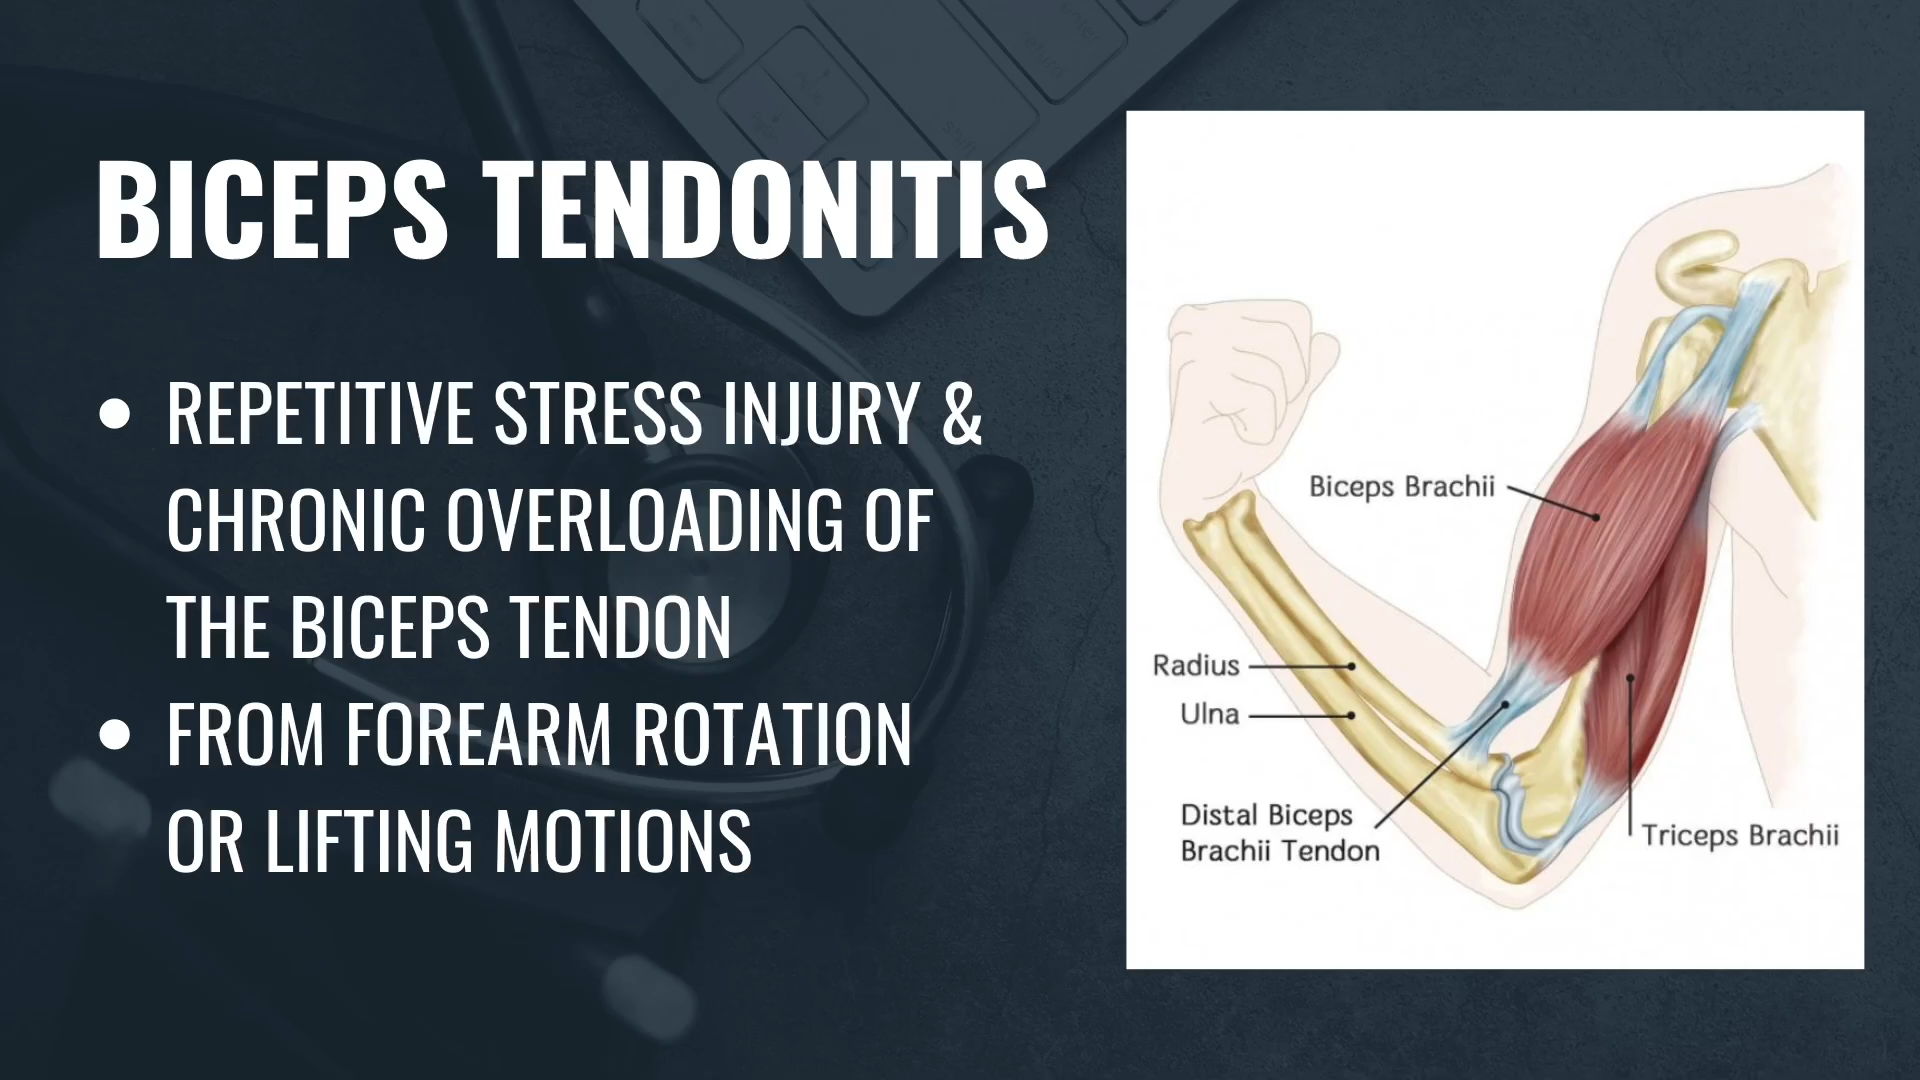 BICEPS TENDONITIS
• REPETITIVE STRESS INJURY &
CHRONIC OVERLOADING OF
THE BICEPS TENDON
• FROM FOREARM ROTATION
OR LIFTING MOTIONS
Biceps Brachii
Radius
Ulna
Distal Biceps
Brachii Tendon
Triceps Brachii